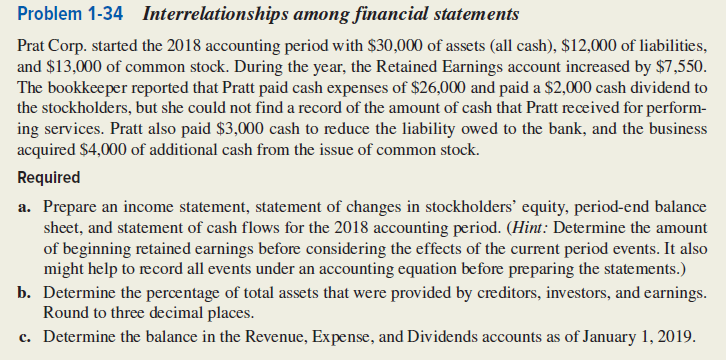 Problem 1-34 Interrelationships among financial statements
Prat Corp. started the 2018 accounting period with $30,000 of assets (all cash), $12,000 of liabilities,
and $13,000 of common stock. During the year, the Retained Earnings account increased by $7,550.
The bookkeeper reported that Pratt paid cash expenses of $26,000 and paid a $2,000 cash dividend to
the stockholders, but she could not find a record of the amount of cash that Pratt received for perform-
ing services. Pratt also paid $3,000 cash to reduce the liability owed to the bank, and the business
acquired $4,000 of additional cash from the issue of common stock.
Required
a. Prepare an income statement, statement of changes in stockholders' equity, period-end balance
sheet, and statement of cash flows for the 2018 accounting period. (Hint: Determine the amount
of beginning retained earnings before considering the effects of the current period events. It also
might help to record all events under an accounting equation before preparing the statements.)
b. Determine the percentage of total assets that were provided by creditors, investors, and earnings.
Round to three decimal places.
c. Determine the balance in the Revenue, Expense, and Dividends accounts as of January 1, 2019.